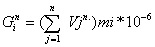 G_i^n = (∑_{j=1}^{n} Vj^n.)mi*10^{-6}